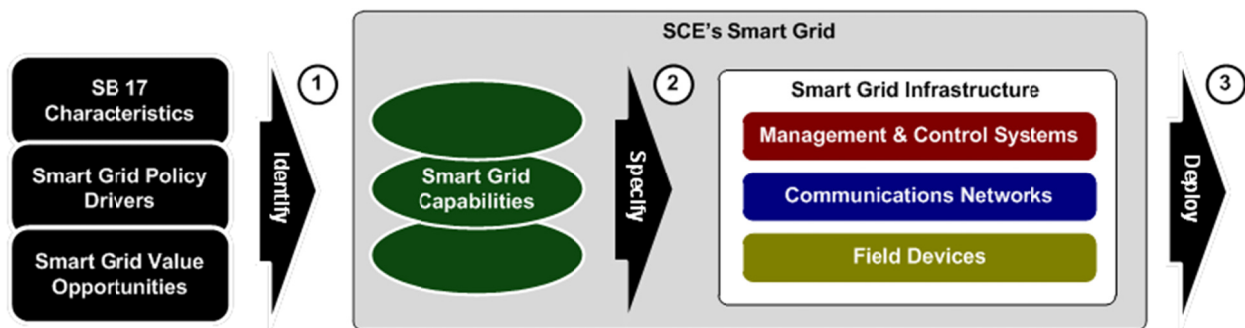 SCE's Smart Grid
SB 17
Characteristics
Smart Grid Policy
Drivers
Smart Grid Value
Opportunities
1
Identify
Smart Grid
Capabilities
2
Specify
Smart Grid Infrastructure
Management & Control Systems
Communications Networks
Field Devices
3
Deploy